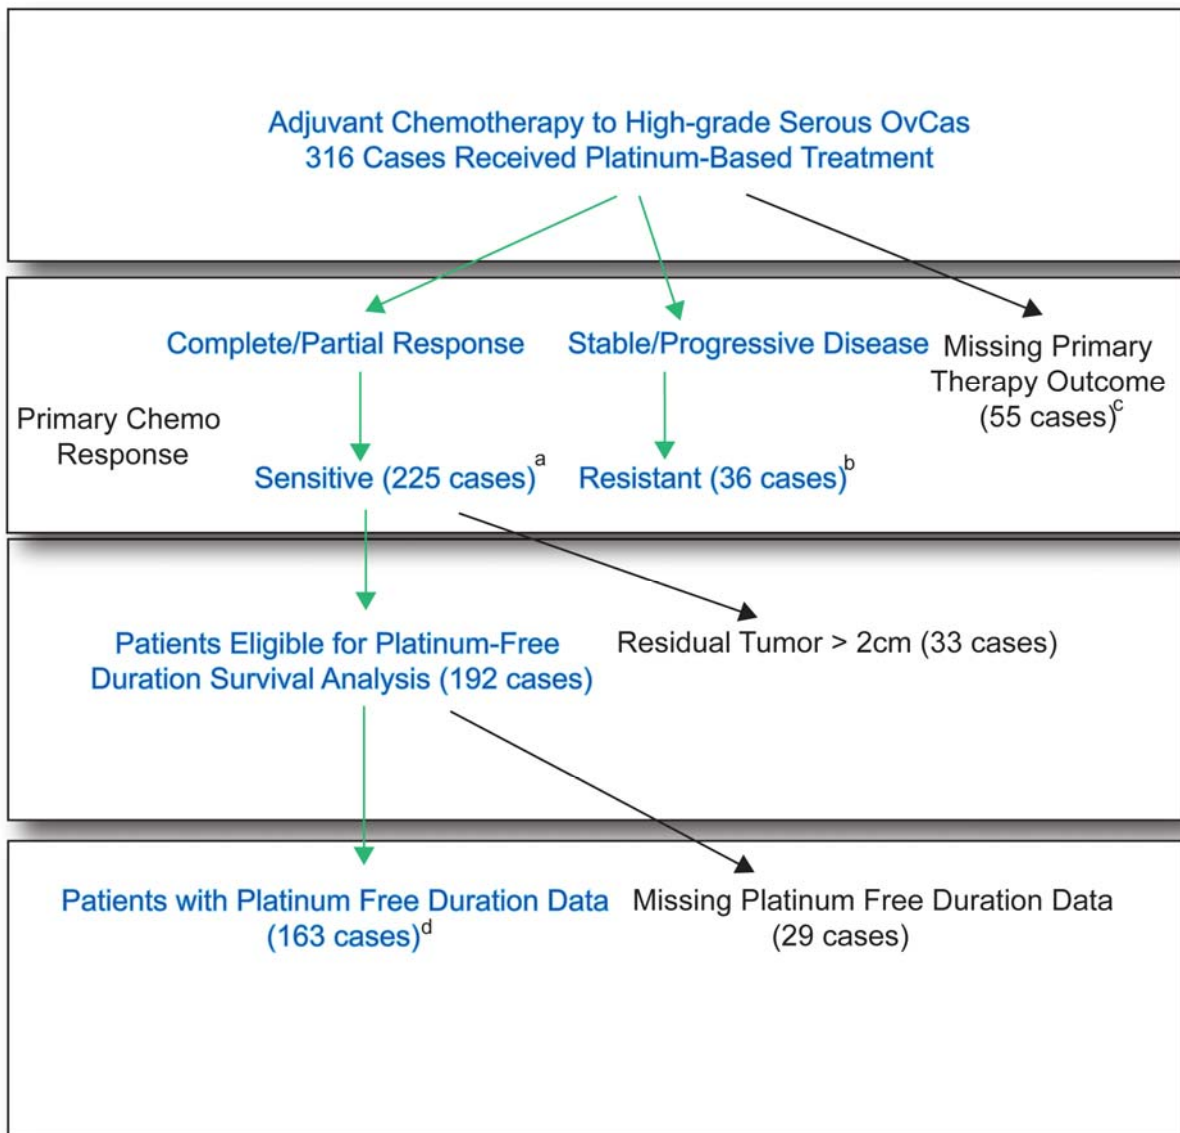 Adjuvant Chemotherapy to High-grade Serous OvCas
316 Cases Received Platinum-Based Treatment
Complete/Partial Response
Stable/Progressive Disease
Missing Primary
Therapy Outcome
(55 cases)c
Primary Chemo
Response
Sensitive (225 cases)a
Resistant (36 cases)b
Patients Eligible for Platinum-Free
Duration Survival Analysis (192 cases)
Residual Tumor > 2cm (33 cases)
Patients with Platinum Free Duration Data
(163 cases)d
Missing Platinum Free Duration Data
(29 cases)